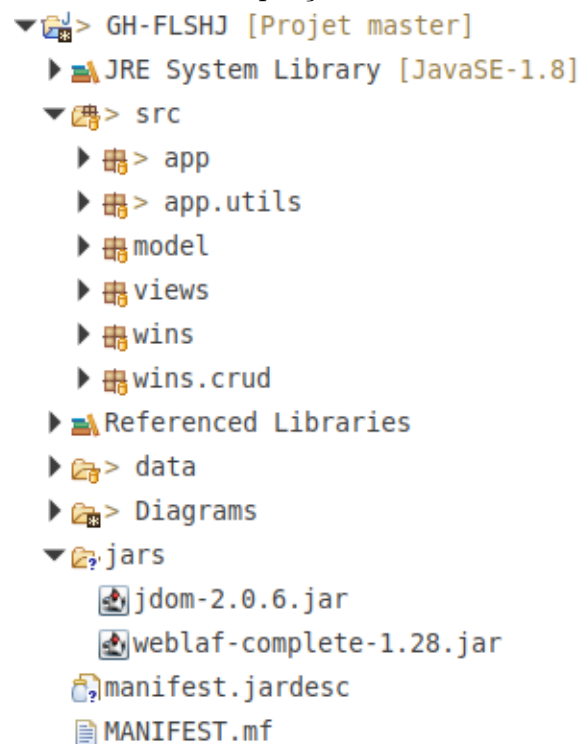 > GH-FLSHJ [Projet master]
JRE System Library [JavaSE-1.8]
> src
> app
> app.utils
model
views
wins
wins.crud
Referenced Libraries
> data
> Diagrams
jars
jdom-2.0.6.jar
weblaf-complete-1.28.jar
manifest.jardesc
MANIFEST.mf